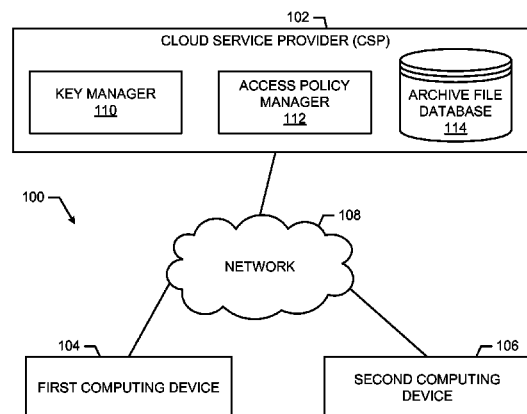 102
CLOUD SERVICE PROVIDER (CSP)
KEY MANAGER
110
ACCESS POLICY
MANAGER
112
ARCHIVE FILE
DATABASE
114
100
108
NETWORK
104
FIRST COMPUTING DEVICE
106
SECOND COMPUTING
DEVICE